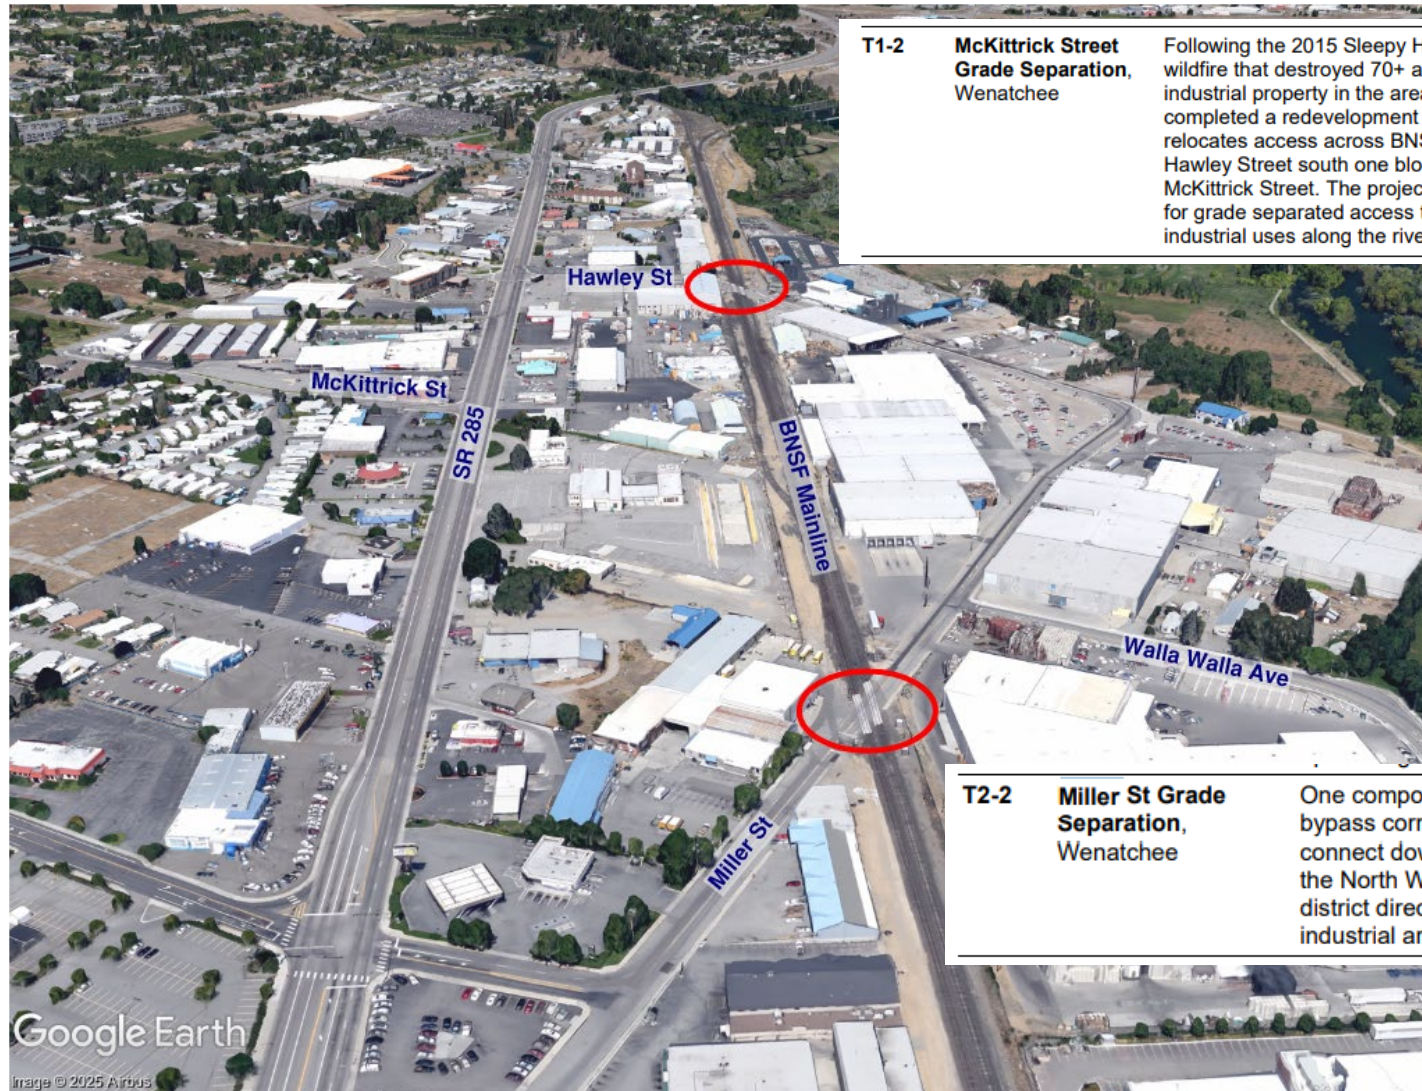 T1-2 McKittrick Street Following the 2015 Sleepy H
Grade Separation, wildfire that destroyed 70+ a
Wenatchee industrial property in the area
completed a redevelopment
relocates access across BNS
Hawley Street south one blo
McKittrick Street. The projec
for grade separated access t
industrial uses along the rive
Hawley St
McKittrick St
SR 285
BNSF Mainline
Walla Walla Ave
Miller St
T2-2 Miller St Grade One compo
Separation, bypass corr
Wenatchee connect dow
the North W
district direc
industrial ar
Google Earth
Image © 2025 Airbus